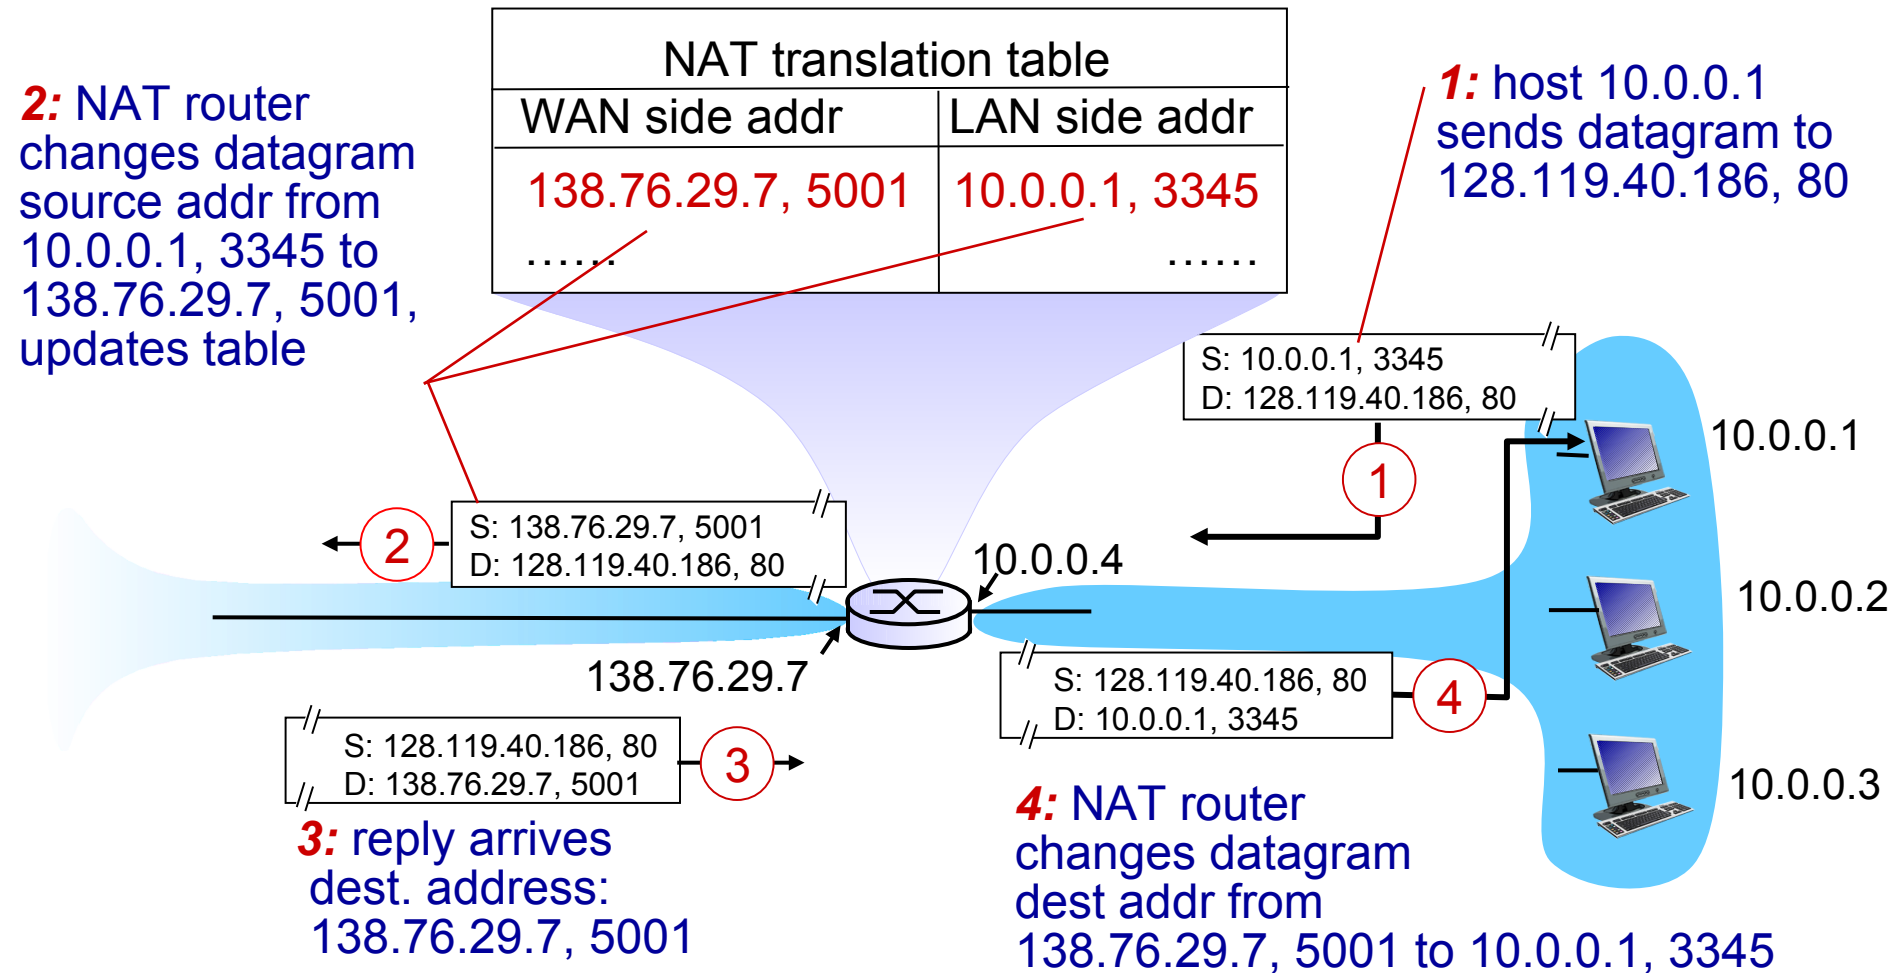 NAT translation table
WAN side addr
LAN side addr
138.76.29.7, 5001
10.0.0.1, 3345
......
......
2: NAT router
changes datagram
source addr from
10.0.0.1, 3345 to
138.76.29.7, 5001,
updates table
1: host 10.0.0.1
sends datagram to
128.119.40.186, 80
S: 10.0.0.1, 3345
D: 128.119.40.186, 80
1
10.0.0.1
S: 138.76.29.7, 5001
D: 128.119.40.186, 80
2
10.0.0.4
10.0.0.2
138.76.29.7
S: 128.119.40.186, 80
D: 10.0.0.1, 3345
4
S: 128.119.40.186, 80
D: 138.76.29.7, 5001
3
10.0.0.3
3: reply arrives
dest. address:
138.76.29.7, 5001
4: NAT router
changes datagram
dest addr from
138.76.29.7, 5001 to 10.0.0.1, 3345